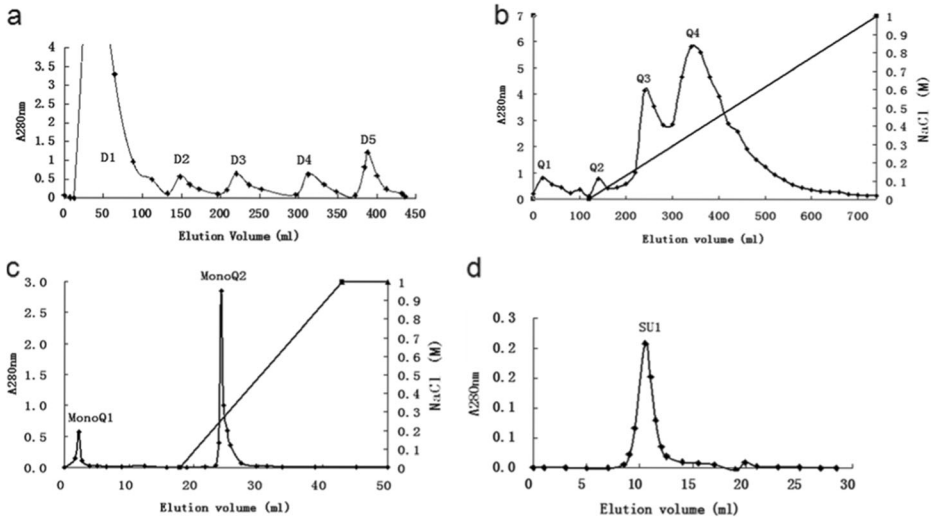 a
A280nm
4
3.5
3
2.5
2
1.5
1
0.5
0
D1
D2
D3
D4
D5
0 50 100 150 200 250 300 350 400 450
Elution Volume (ml)
b
A280nm
7
6
5
4
3
2
1
0
Q1
Q2
Q3
Q4
1
0.9
0.8
0.7
0.6
0.5
0.4
0.3
0.2
0.1
0
NaCl (M)
0 100 200 300 400 500 600 700
Elution volume (ml)
c
A280nm
3.0
2.5
2.0
1.5
1.0
0.5
0.0
MonoQ1
MonoQ2
1
0.9
0.8
0.7
0.6
0.5
0.4
0.3
0.2
0.1
0
NaCl (M)
0 10 20 30 40 50
Elution volume (ml)
d
A280nm
0.3
0.2
0.2
0.1
0.1
0.0
SU1
0 5 10 15 20 25 30
Elution volume (ml)